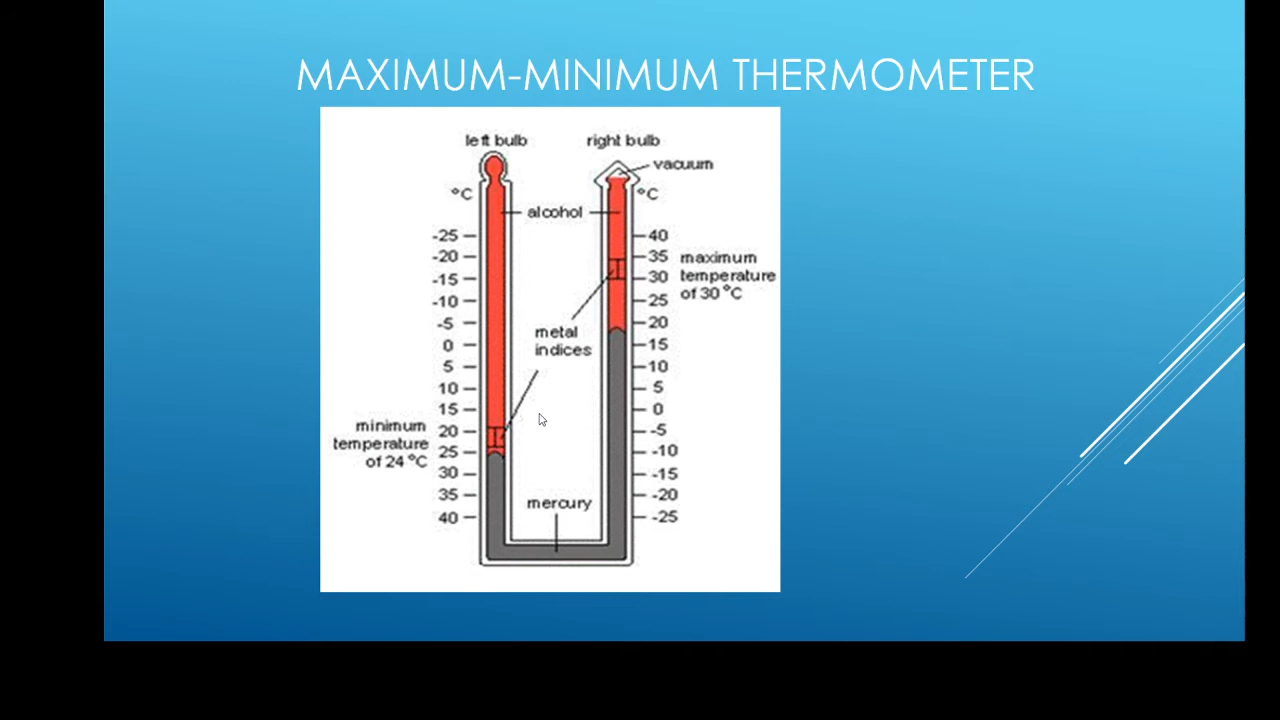 MAXIMUM-MINIMUM THERMOMETER
left bulb
right bulb
vacuum
°C
°C
alcohol
-25
-20
-15
-10
-5
0
5
10
15
20
25
30
35
40
40
35
30
25
20
15
10
5
0
-5
-10
-15
-20
-25
maximum
temperature
of 30 °C
metal
indices
minimum
temperature
of 24 °C
mercury